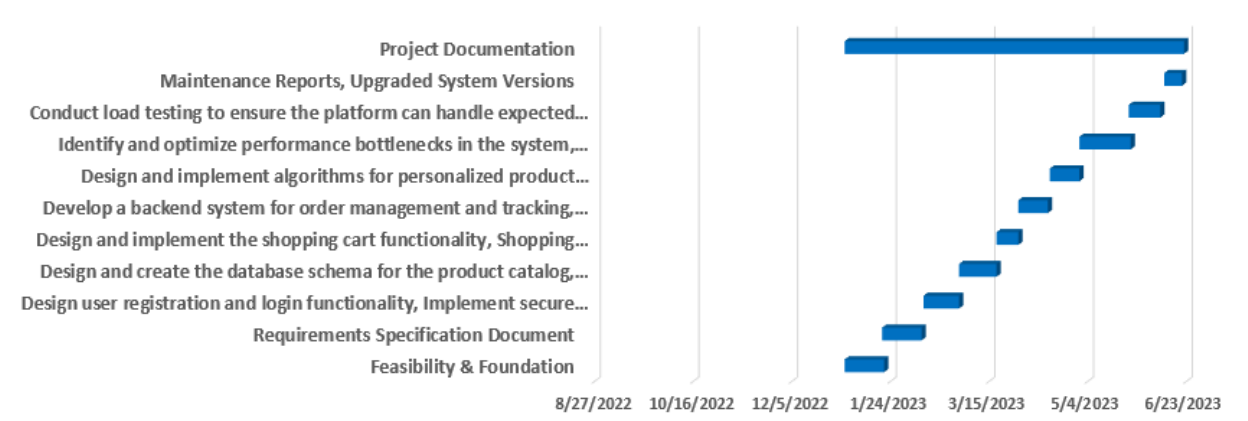 Project Documentation
Maintenance Reports, Upgraded System Versions
Conduct load testing to ensure the platform can handle expected...
Identify and optimize performance bottlenecks in the system,...
Design and implement algorithms for personalized product...
Develop a backend system for order management and tracking,...
Design and implement the shopping cart functionality, Shopping...
Design and create the database schema for the product catalog,...
Design user registration and login functionality, Implement secure...
Requirements Specification Document
Feasibility & Foundation
8/27/2022 10/16/2022 12/5/2022 1/24/2023 3/15/2023 5/4/2023 6/23/2023